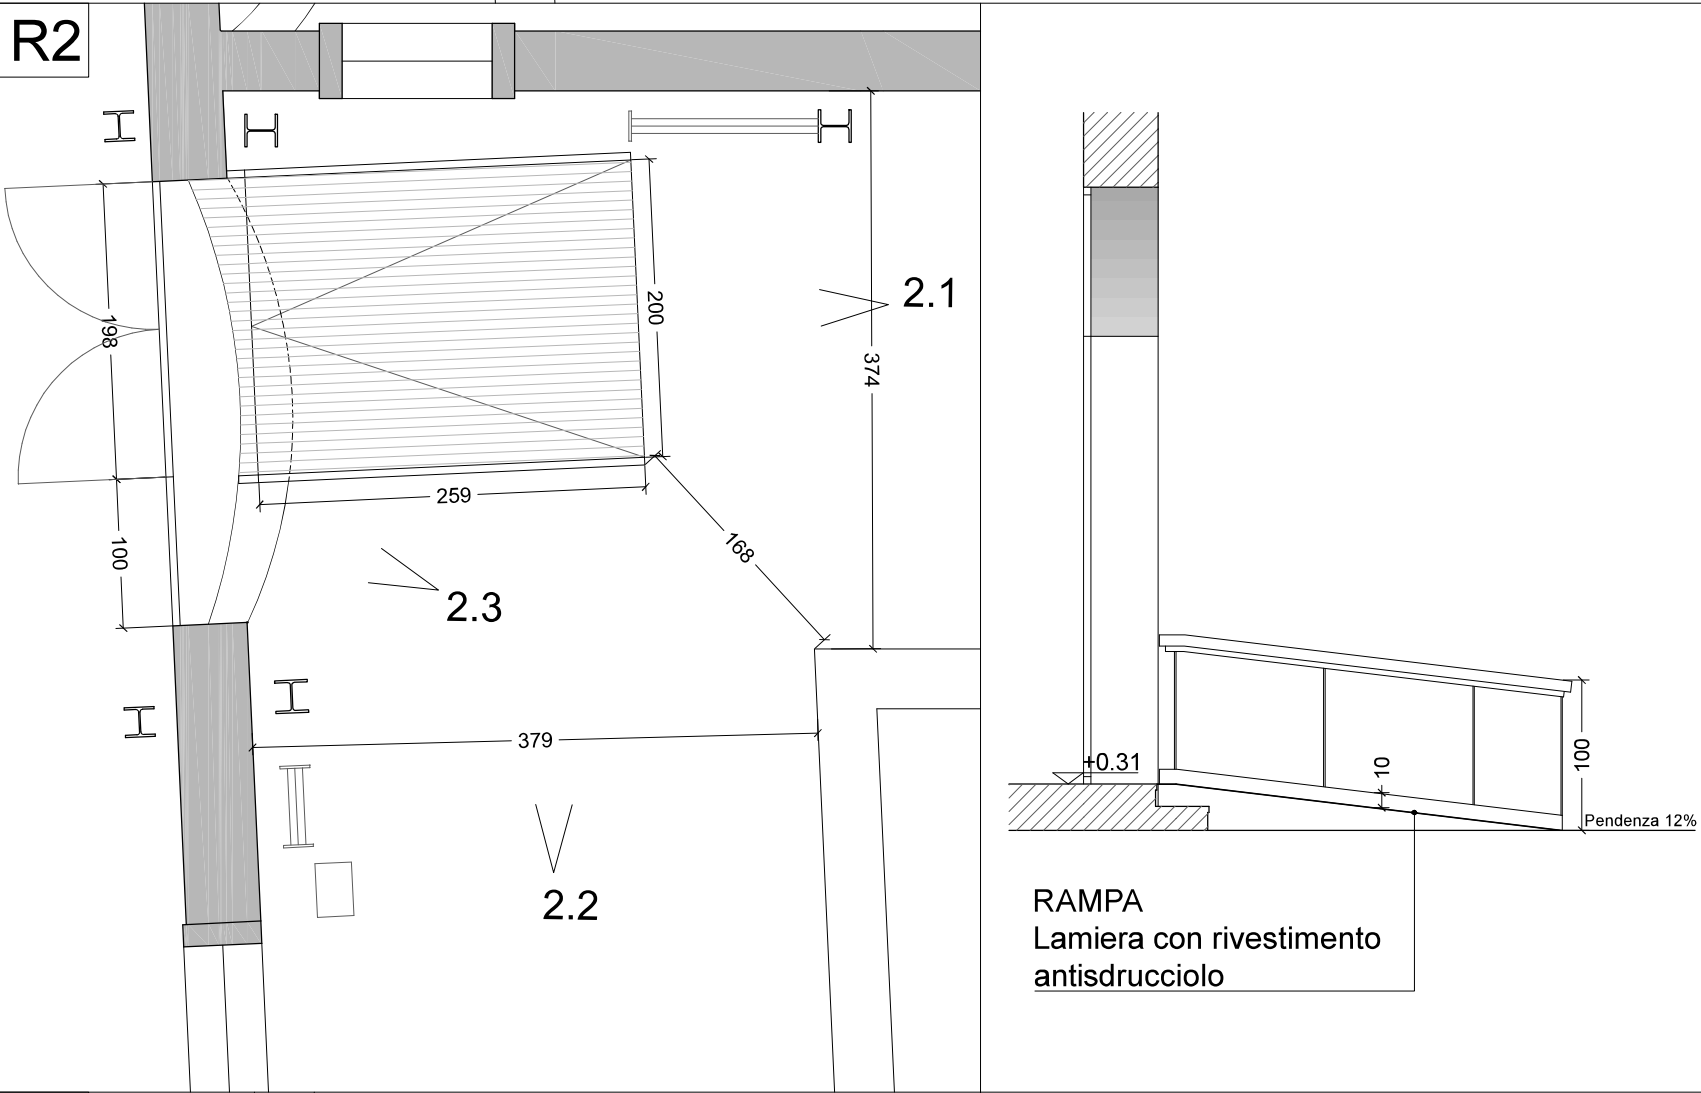 R2
2.1
200
198
374
259
168
100
2.3
379
2.2
+0.31
10
100
Pendenza 12%
RAMPA
Lamiera con rivestimento
antisdrucciolo